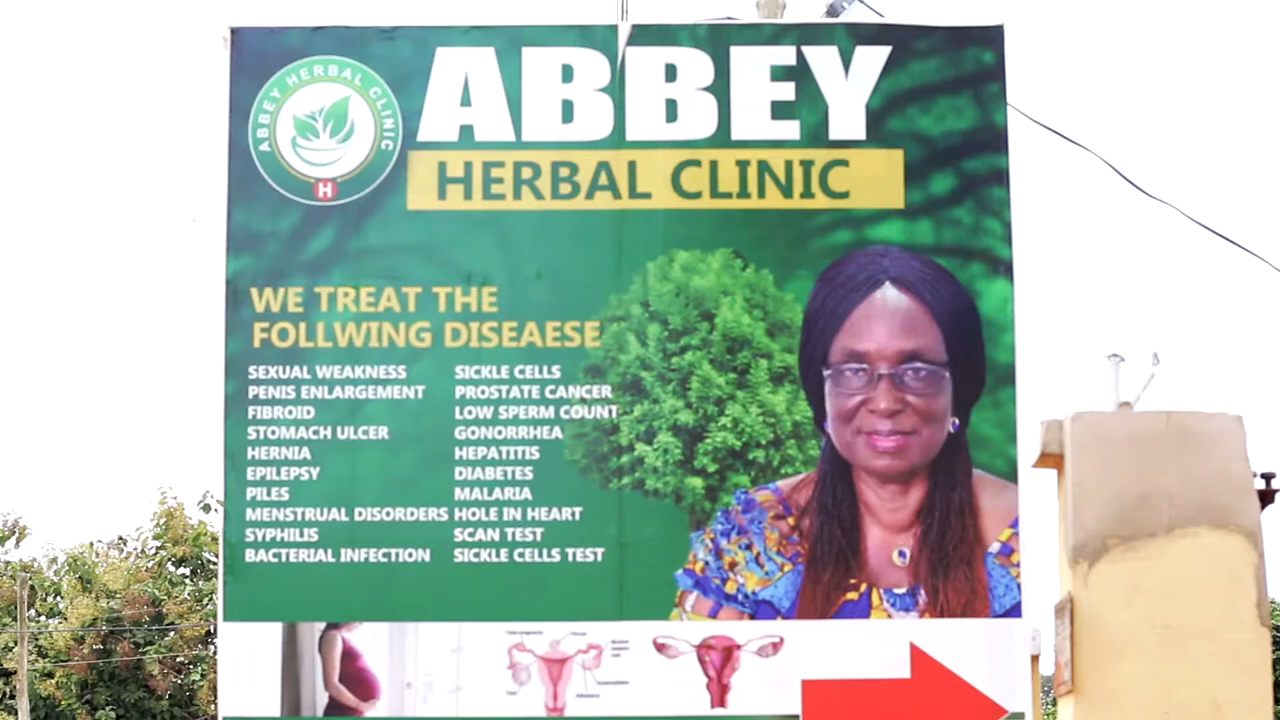 ABBEY HERBAL CLINIC
H
ABBEY
HERBAL CLINIC
WE TREAT THE
FOLLWING DISEAESE
SEXUAL WEAKNESS
PENIS ENLARGEMENT
FIBROID
STOMACH ULCER
HERNIA
EPILEPSY
PILES
MENSTRUAL DISORDERS
SYPHILIS
BACTERIAL INFECTION
SICKLE CELLS
PROSTATE CANCER
LOW SPERM COUNT
GONORRHEA
HEPATITIS
DIABETES
MALARIA
HOLE IN HEART
SCAN TEST
SICKLE CELLS TEST